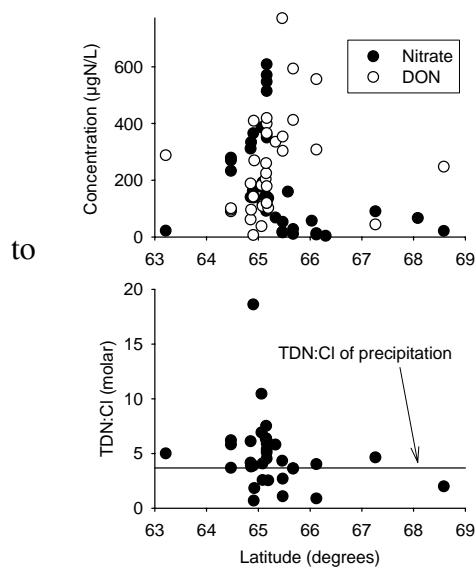 Nitrate
DON
Concentration (µgN/L)
600
400
200
0
63 64 65 66 67 68 69
to
20
15
10
5
0
TDN:Cl (molar)
TDN:Cl of precipitation
63 64 65 66 67 68 69
Latitude (degrees)